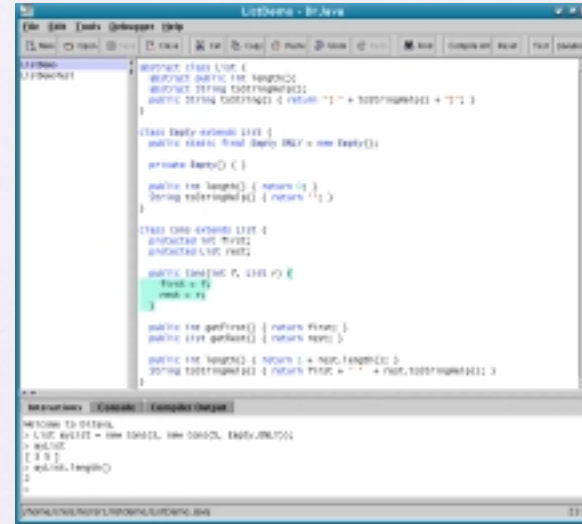 ListDemo - DrJava
File Edit Tools Debugger Help
New Open Close Cut Copy Paste Undo Find Compile All Reset Test
ListDemo
ListDemoTest
abstract class List {
abstract public int length();
abstract String toStringHelp();
public String toString() { return "[ " + toStringHelp() + "]"; }
}
class Empty extends List {
public static final Empty ONLY = new Empty();
private Empty() { }
public int length() { return 0; }
String toStringHelp() { return ""; }
}
class Cons extends List {
protected int first;
protected List rest;
public Cons(int f, List r) {
first = f;
rest = r;
}
public int getFirst() { return first; }
public List getRest() { return rest; }
public int length() { return 1 + rest.length(); }
String toStringHelp() { return first + " " + rest.toStringHelp(); }
}
Interactions Console Compiler Output
Welcome to DrJava.
> List myList = new Cons(3, new Cons(5, Empty.ONLY));
> myList
[ 3 5 ]
> myList.length()
2
>